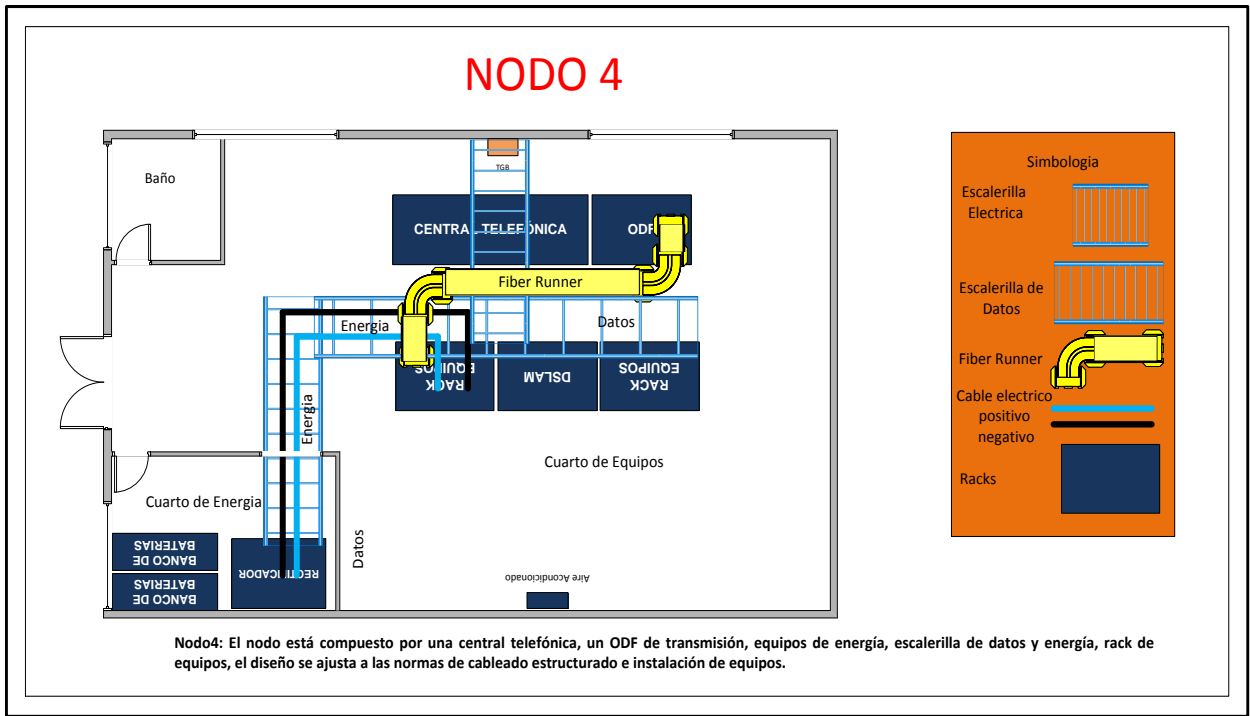 NODO 4
Baño
TGB
CENTRAL TELEFÓNICA
ODF
Fiber Runner
Energia
Datos
RACK
EQUIPOS
DSLAM
RACK
EQUIPOS
Energia
Cuarto de Equipos
Cuarto de Energia
BANCO DE
BATERIAS
BANCO DE
BATERIAS
RECTIFICADOR
Datos
Aire Acondicionado
Simbologia
Escalerilla
Electrica
Escalerilla de
Datos
Fiber Runner
Cable electrico
positivo
negativo
Racks
Nodo4: El nodo está compuesto por una central telefónica, un ODF de transmisión, equipos de energía, escalerilla de datos y energía, rack de
equipos, el diseño se ajusta a las normas de cableado estructurado e instalación de equipos.